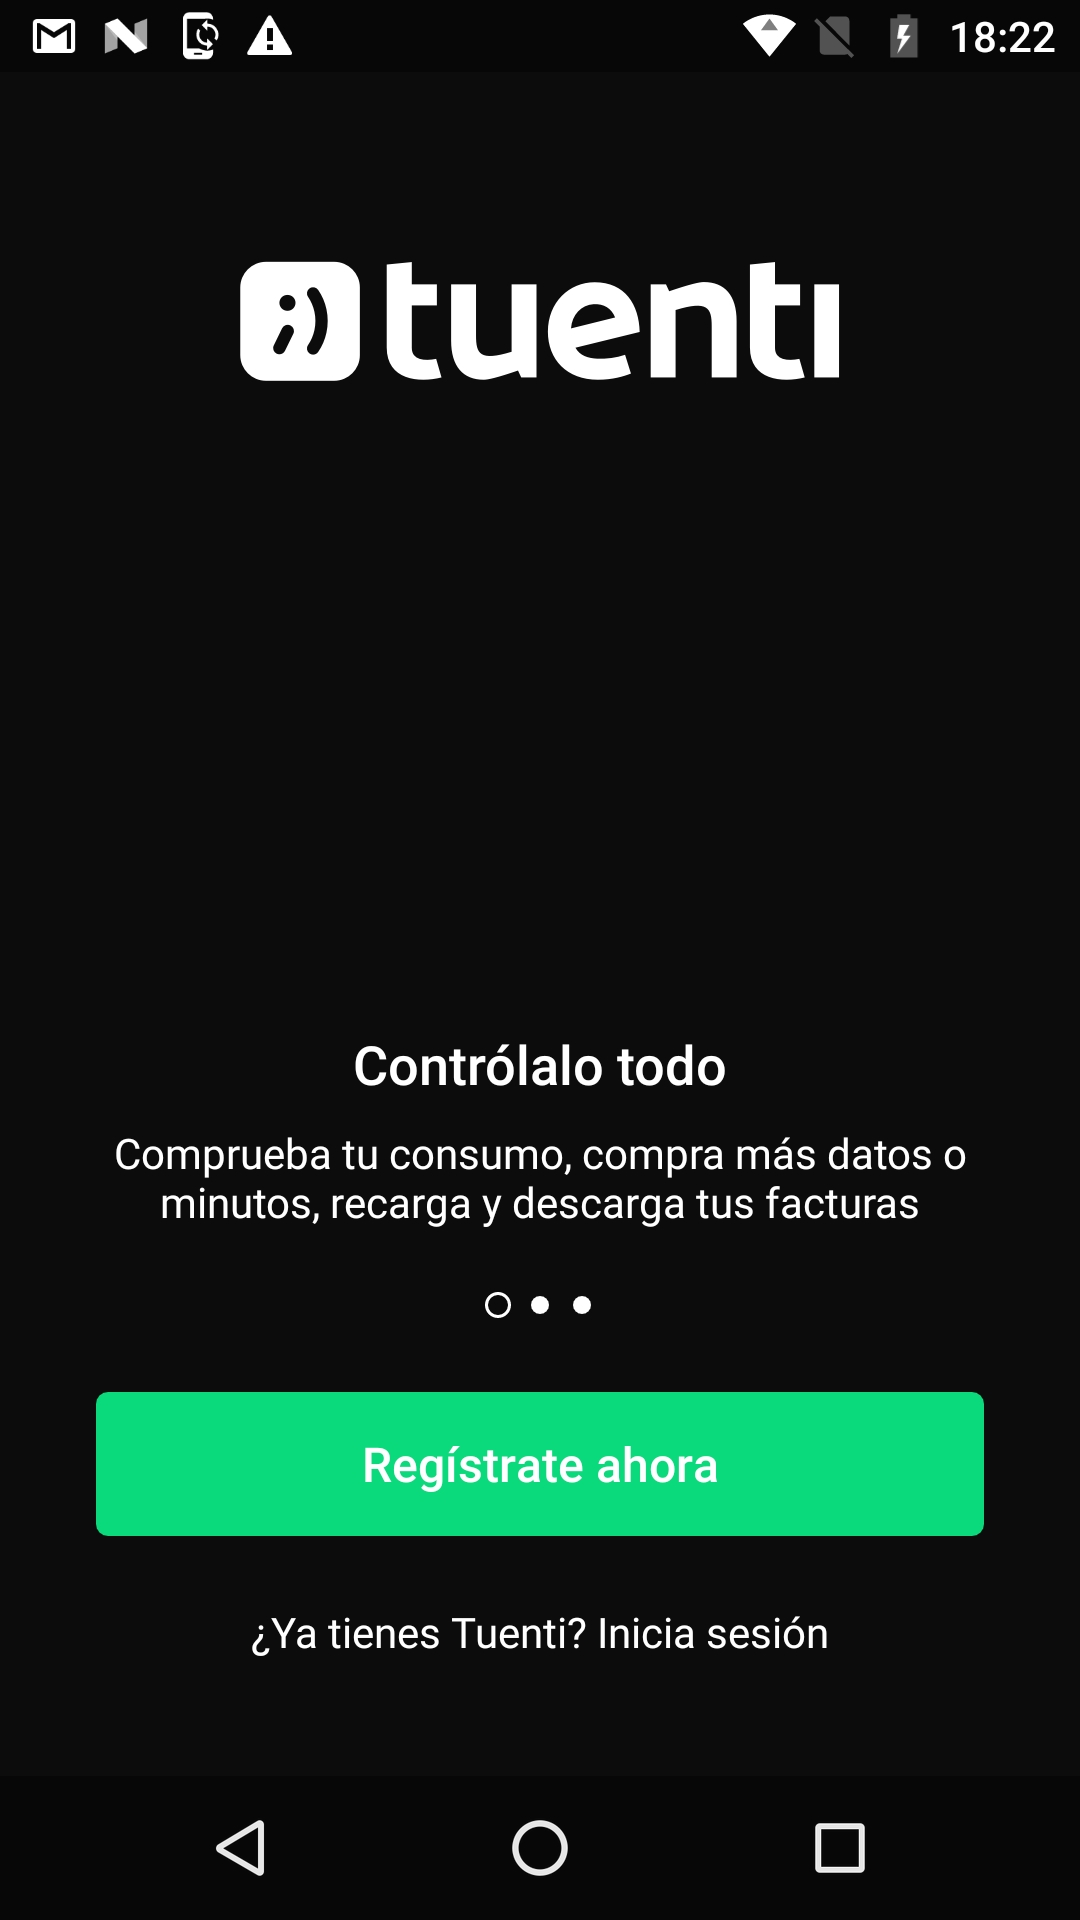 18:22
tuenti
Contrólalo todo
Comprueba tu consumo, compra más datos o
minutos, recarga y descarga tus facturas
Regístrate ahora
¿Ya tienes Tuenti? Inicia sesión